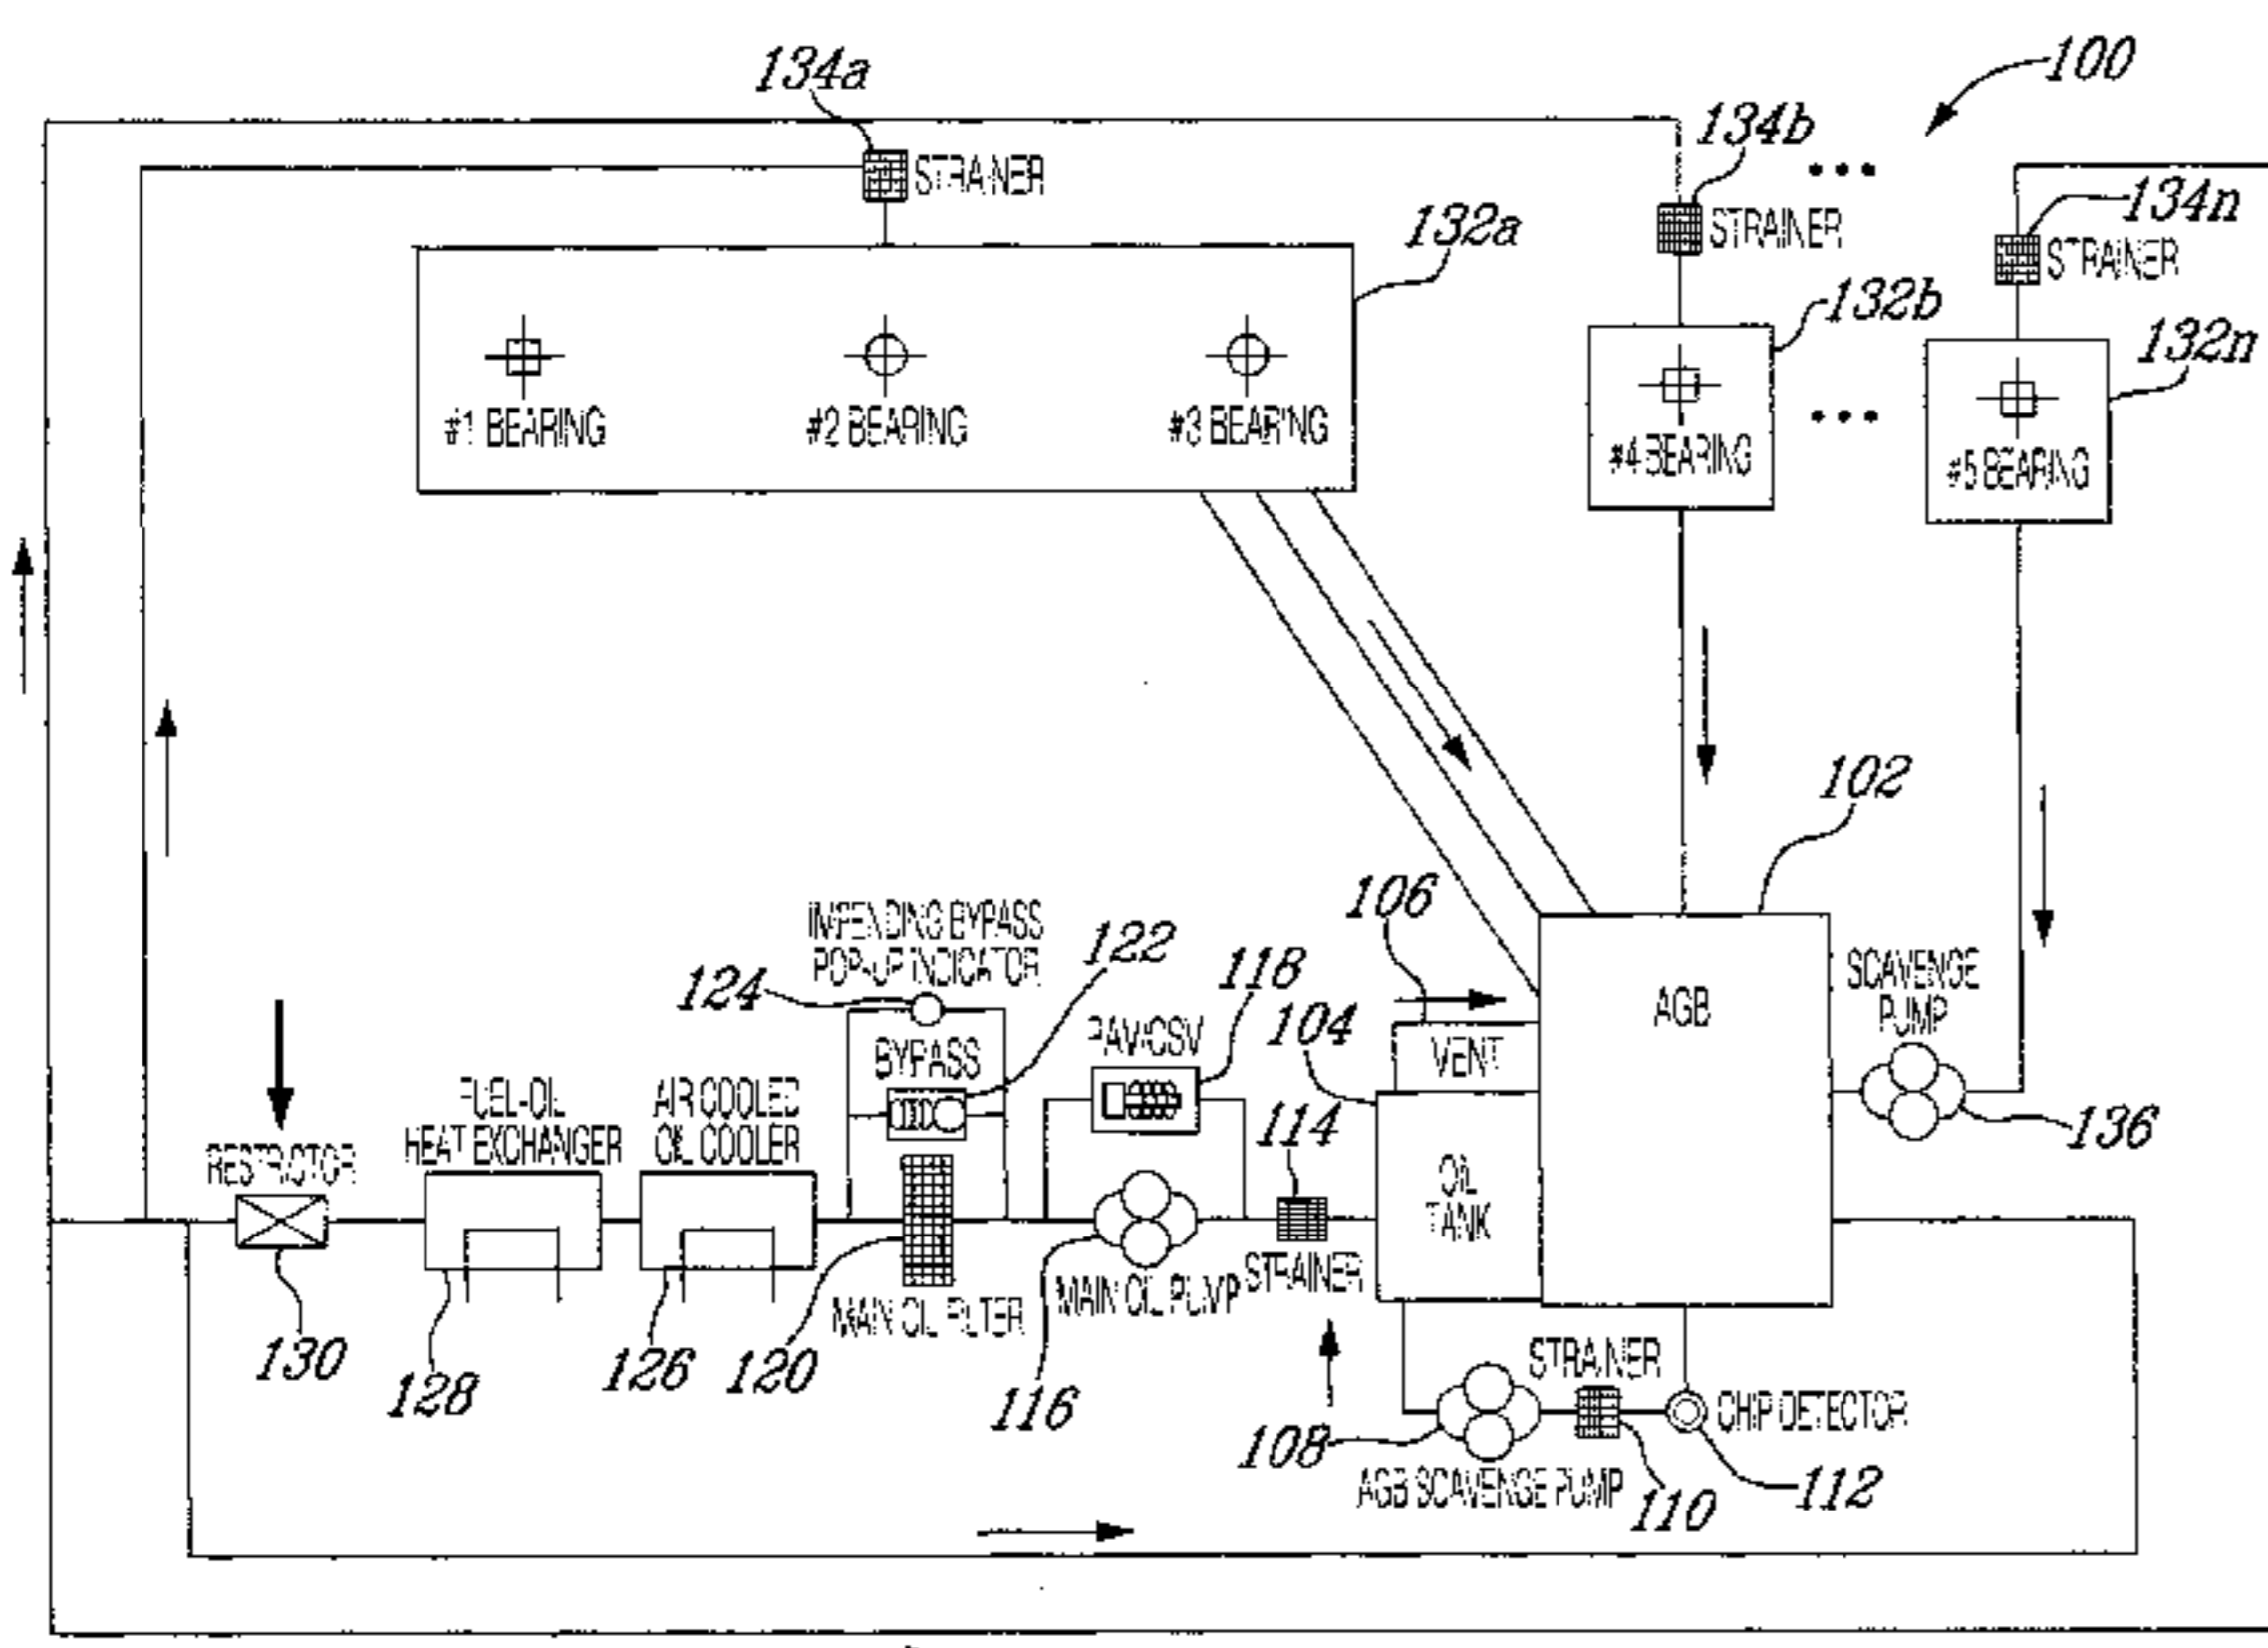 134a
100
134b
STRAINER
134n
STRAINER
STRAINER
132a
132b
132n
#1 BEARING
#2 BEARING
#3 BEARING
#4 BEARING
#5 BEARING
102
106
IMPENDING BYPASS
POP-UP INDICATOR
122
118
124
104
AGB
SCAVENGE
PUMP
BYPASS
PAV/CSV
VENT
FUEL-OIL
HEAT EXCHANGER
AIR COOLED
OIL COOLER
114
136
RESTRICTOR
OIL
TANK
MAIN OIL FILTER
MAIN OIL PUMP
STRAINER
130
128
126
120
116
STRAINER
CHIP DETECTOR
108
AGB SCAVENGE PUMP
110
112